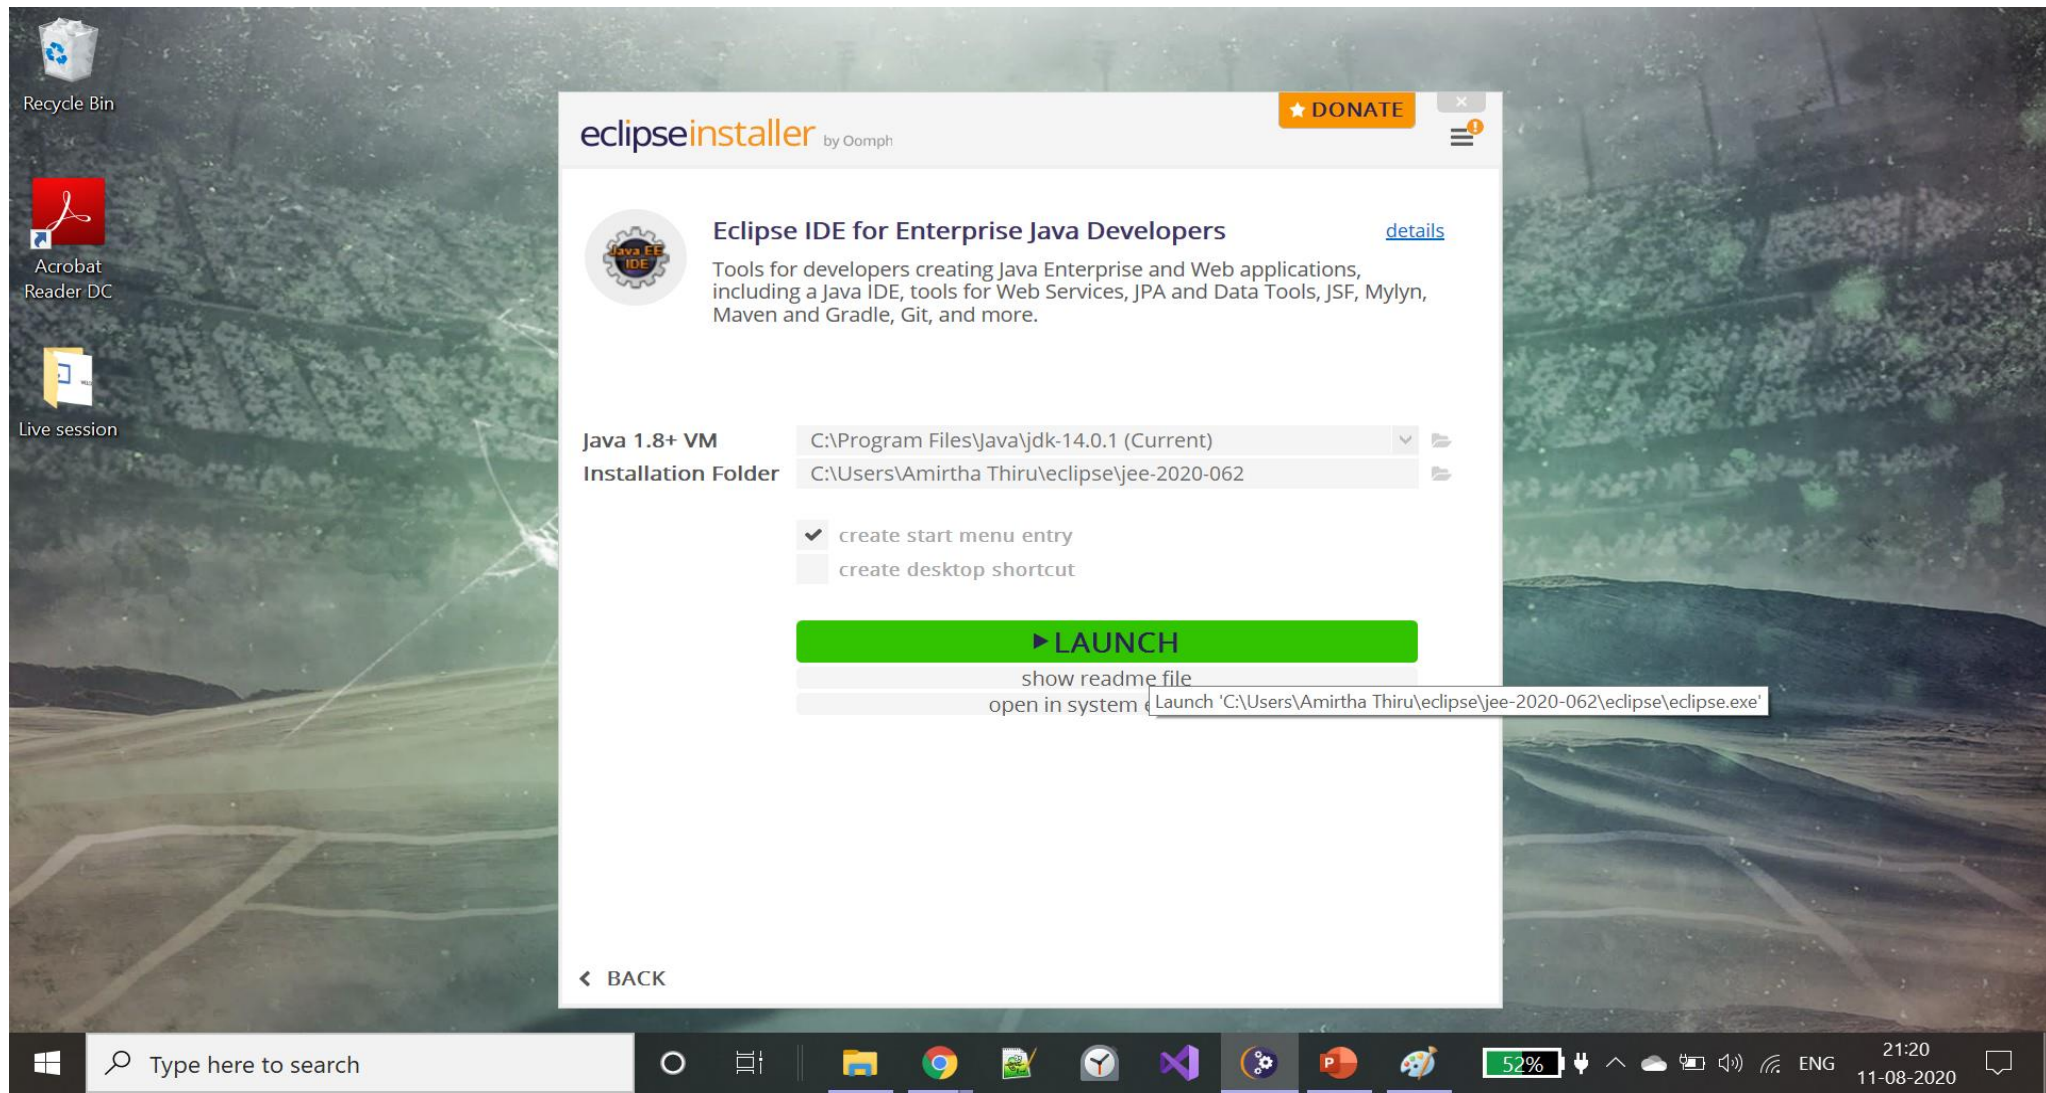 Recycle Bin
Acrobat
Reader DC
Live session
DONATE
eclipseinstaller by Oomph
Eclipse IDE for Enterprise Java Developers
details
Java EE
IDE
Tools for developers creating Java Enterprise and Web applications,
including a Java IDE, tools for Web Services, JPA and Data Tools, JSF, Mylyn,
Maven and Gradle, Git, and more.
Java 1.8+ VM
C:\Program Files\Java\jdk-14.0.1 (Current)
Installation Folder
C:\Users\Amirtha Thiru\eclipse\jee-2020-062
create start menu entry
create desktop shortcut
LAUNCH
show readme file
open in system
Launch 'C:\Users\Amirtha Thiru\eclipse\jee-2020-062\eclipse\eclipse.exe'
BACK
Type here to search
52%
ENG
21:20
11-08-2020